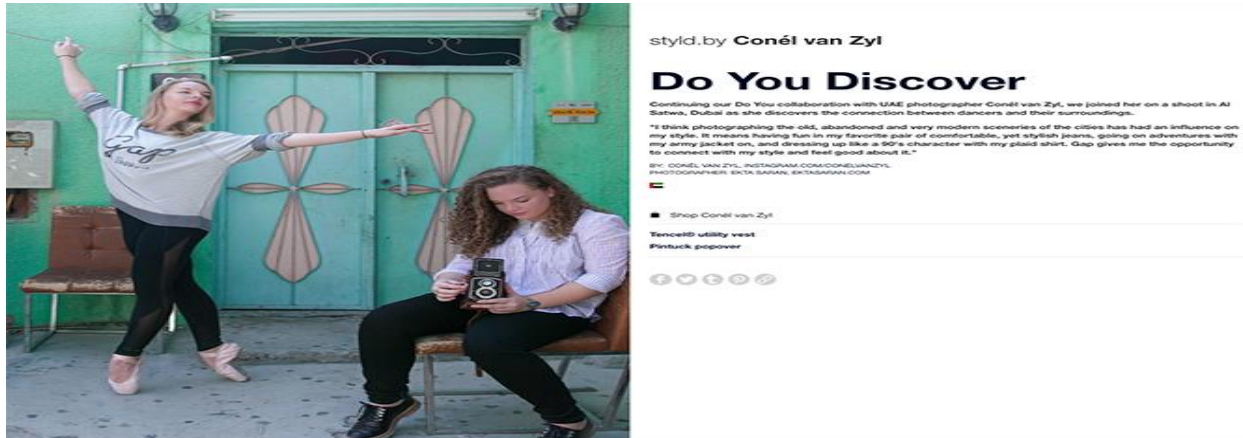 Gap
styld.by Conél van Zyl
Do You Discover
Continuing our Do You collaboration with UAE photographer Conél van Zyl, we joined her on a shoot in Al
Satwa, Dubai as she discovers the connection between dancers and their surroundings.
"I think photographing the old, abandoned and very modern sceneries of the cities has had an influence on
my style. It means having fun in my favorite pair of comfortable, yet stylish jeans, going on adventures with
my army jacket on, and dressing up like a 90's character with my plaid shirt. Gap gives me the opportunity
to connect with my style and feel good about it."
BY: CONÉL VAN ZYL, INSTAGRAM.COM/CONELVANZYL
PHOTOGRAPHER: EKTA SARAN, EKTASARAN.COM
Shop Conél van Zyl
Tencel® utility vest
Pintuck popover